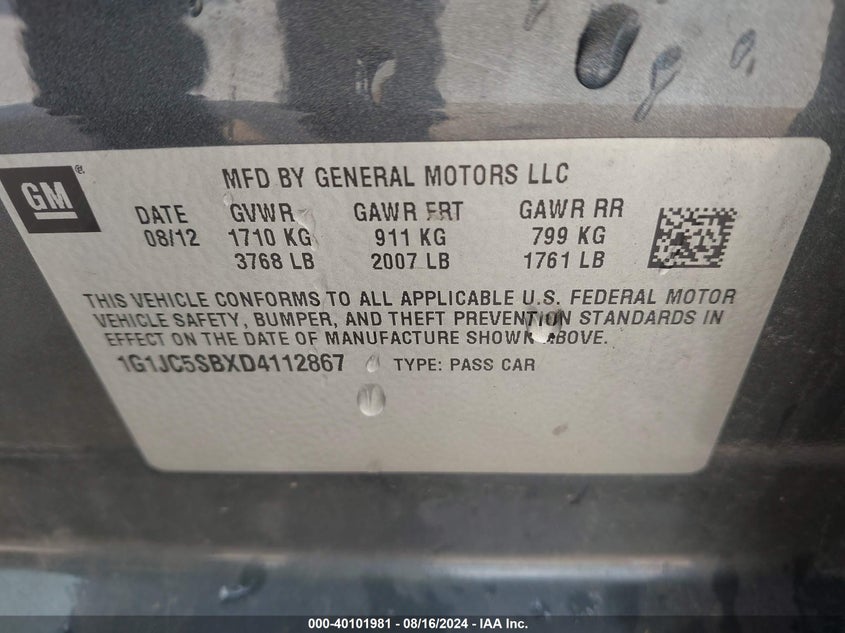 MFD BY GENERAL MOTORS LLC
GM®
DATE GVWR GAWR FRT GAWR RR
08/12 1710 KG 911 KG 799 KG
3768 LB 2007 LB 1761 LB
THIS VEHICLE CONFORMS TO ALL APPLICABLE U.S. FEDERAL MOTOR
VEHICLE SAFETY, BUMPER, AND THEFT PREVENTION STANDARDS IN
EFFECT ON THE DATE OF MANUFACTURE SHOWN ABOVE.
1G1JC5SBXD4112867 TYPE: PASS CAR
000-40101981 - 08/16/2024 - IAA Inc.